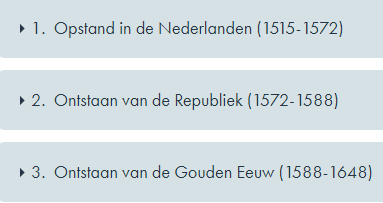 1. Opstand in de Nederlanden (1515-1572)
2. Ontstaan van de Republiek (1572-1588)
3. Ontstaan van de Gouden Eeuw (1588-1648)